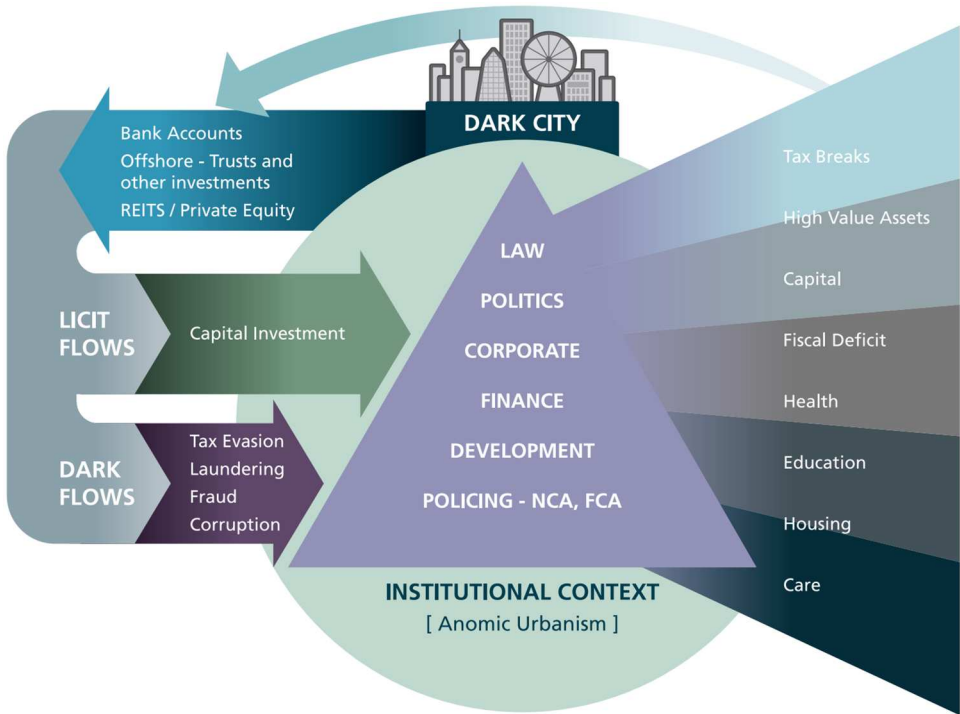 DARK CITY
Bank Accounts
Offshore - Trusts and
other investments
REITS / Private Equity
LICIT
FLOWS
Capital Investment
DARK
FLOWS
Tax Evasion
Laundering
Fraud
Corruption
LAW
POLITICS
CORPORATE
FINANCE
DEVELOPMENT
POLICING - NCA, FCA
INSTITUTIONAL CONTEXT
[ Anomic Urbanism ]
Tax Breaks
High Value Assets
Capital
Fiscal Deficit
Health
Education
Housing
Care